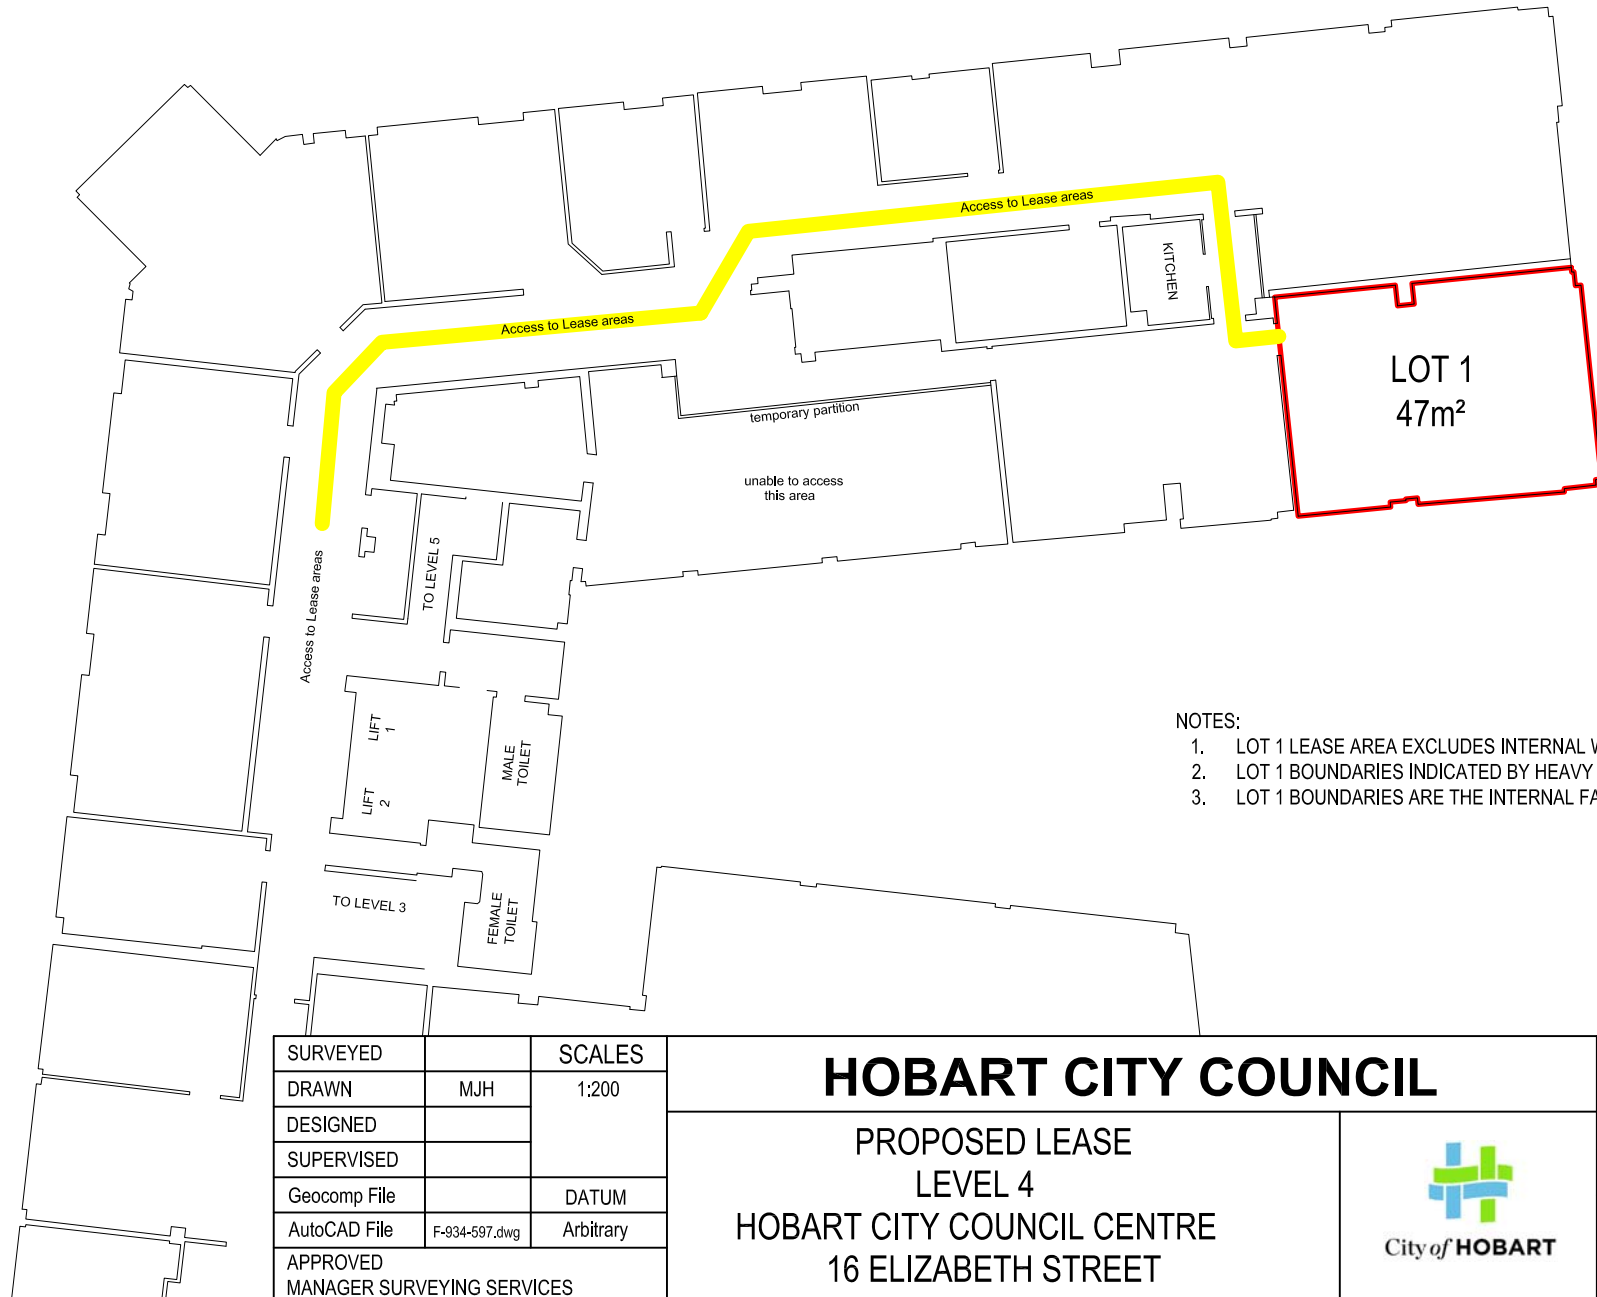 Access to Lease areas
KITCHEN
Access to Lease areas
LOT 1
47m²
temporary partition
unable to access
this area
Access to Lease areas
TO LEVEL 5
LIFT
1
LIFT
2
MALE
TOILET
TO LEVEL 3
FEMALE
TOILET
NOTES:
1. LOT 1 LEASE AREA EXCLUDES INTERNAL
2. LOT 1 BOUNDARIES INDICATED BY HEAVY
3. LOT 1 BOUNDARIES ARE THE INTERNAL
SURVEYED
SCALES
DRAWN MJH 1:200
DESIGNED
SUPERVISED
Geocomp File DATUM
AutoCAD File F-934-597.dwg Arbitrary
APPROVED
MANAGER SURVEYING SERVICES
HOBART CITY COUNCIL
PROPOSED LEASE
LEVEL 4
HOBART CITY COUNCIL CENTRE
16 ELIZABETH STREET
City of HOBART